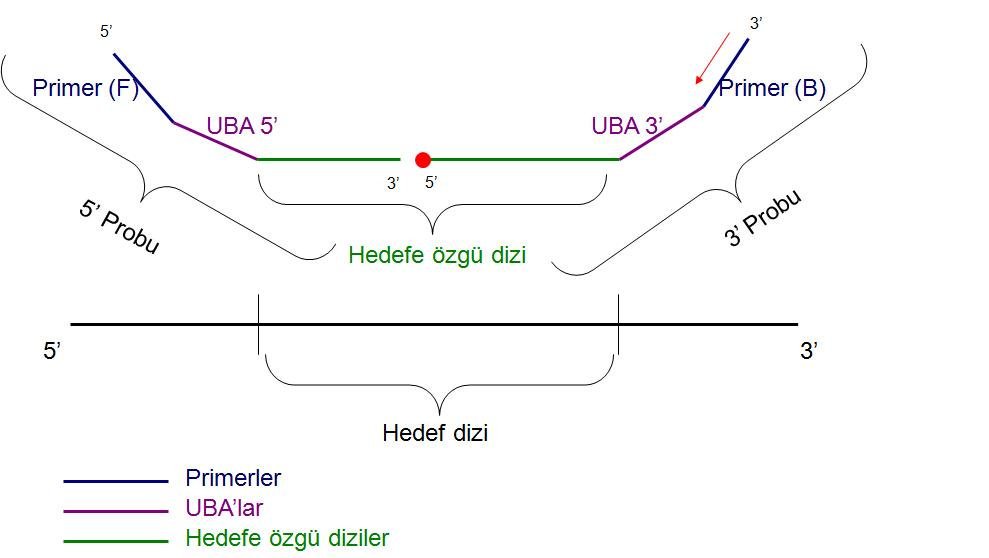 5’
3’
Primer (F)
Primer (B)
UBA 5’
UBA 3’
3’
5’
5’ Probu
3’ Probu
Hedefe özgü dizi
5’
3’
Hedef dizi
Primerler
UBA’lar
Hedefe özgü diziler